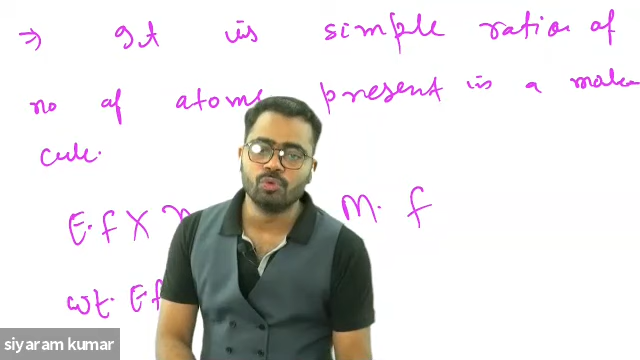 ⇒ It is simple ratio of
no of atoms present in a mole
cule.
E.f X n M. f
wt. Ef
siyaram kumar